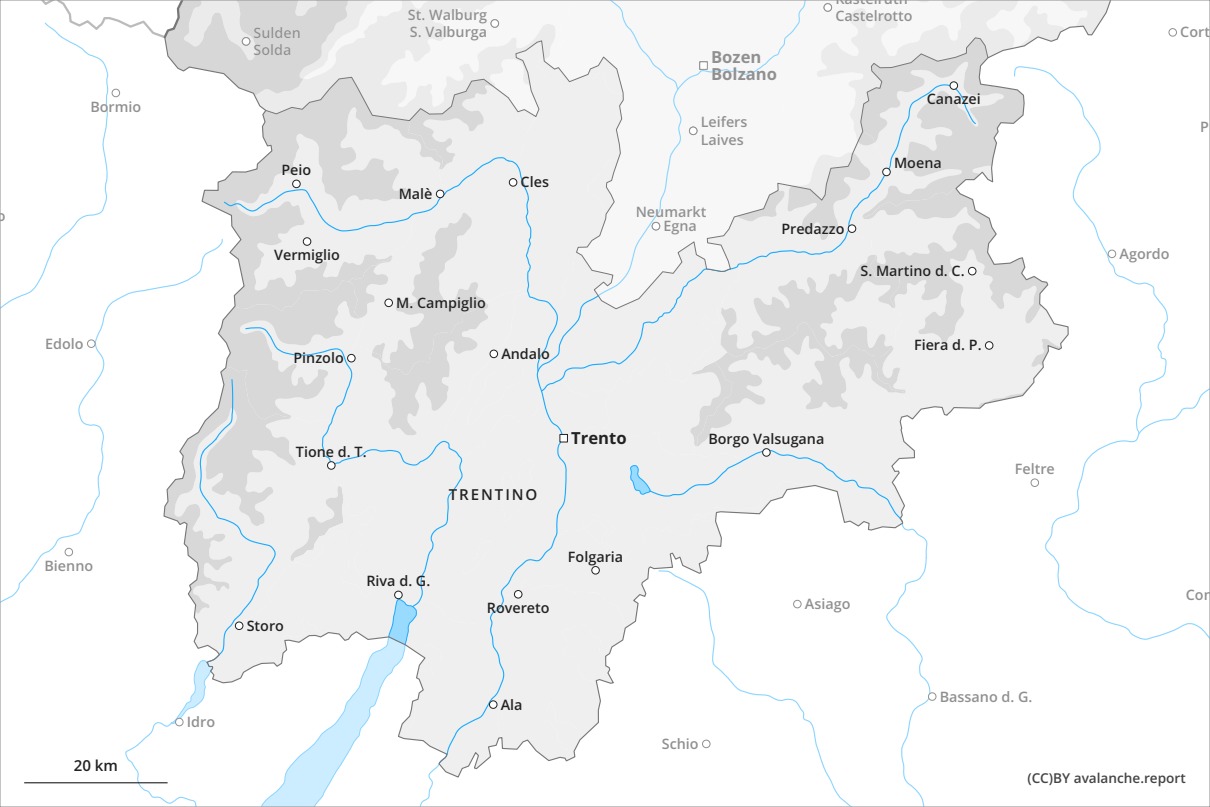 Kastelruth
Castelrotto
St. Walburg
S. Valburga
Sulden
Solda
Cort
Bozen
Bolzano
Bormio
Canazei
Leifers
Laives
P
Moena
Peio
Malè
Cles
Neumarkt
Egna
Predazzo
Vermiglio
Agordo
S. Martino d. C.
M. Campiglio
Edolo
Pinzolo
Andalo
Fiera d. P.
Trento
Borgo Valsugana
Tione d. T.
Feltre
TRENTINO
Bienno
Folgaria
Riva d. G.
Rovereto
Asiago
Cor
Storo
Bassano d. G.
Ala
Idro
Schio
20 km
(CC)BY avalanche.report